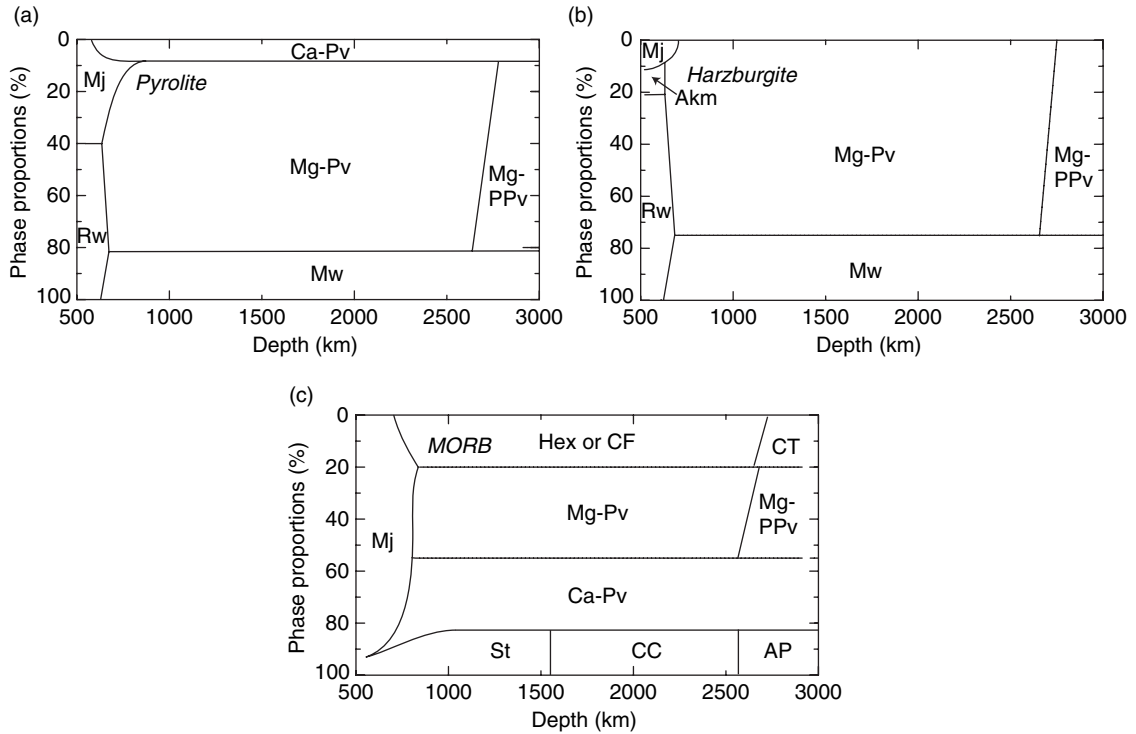 (a)
Phase proportions (%)
0
20
40
60
80
100
Ca-Pv
Mj
Pyrolite
Mg-Pv
Mg-
PPv
Rw
Mw
500 1000 1500 2000 2500 3000
Depth (km)
(b)
Phase proportions (%)
0
20
40
60
80
100
Mj
Harzburgite
Akm
Mg-Pv
Mg-
PPv
Rw
Mw
500 1000 1500 2000 2500 3000
Depth (km)
(c)
Phase proportions (%)
0
20
40
60
80
100
MORB
Hex or CF
CT
Mj
Mg-Pv
Mg-
PPv
Ca-Pv
St
CC
AP
500 1000 1500 2000 2500 3000
Depth (km)